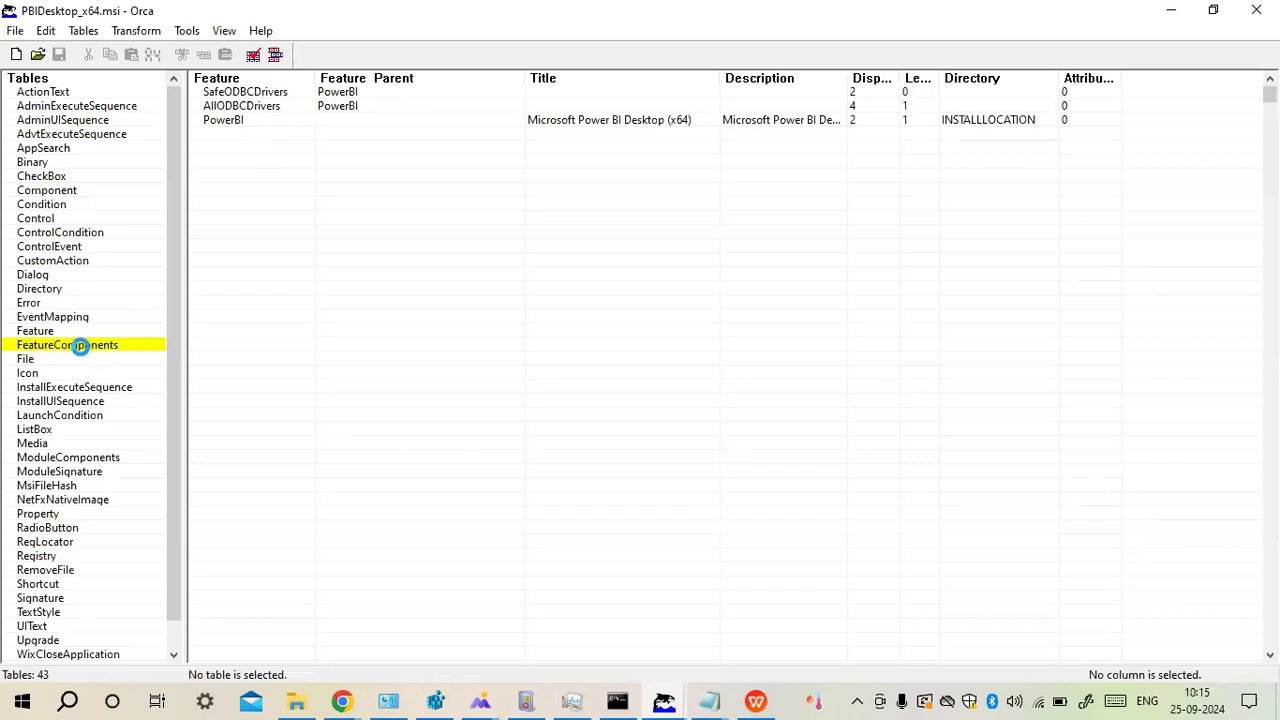 PBIDesktop_x64.msi - Orca
File Edit Tables Transform Tools View Help
Tables
ActionText
AdminExecuteSequence
AdminUISequence
AdvtExecuteSequence
AppSearch
Binary
CheckBox
Component
Condition
Control
ControlCondition
ControlEvent
CustomAction
Dialog
Directory
Error
EventMapping
Feature
FeatureComponents
File
Icon
InstallExecuteSequence
InstallUISequence
LaunchCondition
ListBox
Media
ModuleComponents
ModuleSignature
MsiFileHash
NetFxNativeImage
Property
RadioButton
RegLocator
Registry
RemoveFile
Shortcut
Signature
TextStyle
UIText
Upgrade
WixCloseApplication
Feature Feature_Parent Title Description Disp... Le... Directory Attribu...
SafeODBCDrivers PowerBI 2 0 0
AllODBCDrivers PowerBI 4 1 0
PowerBI Microsoft Power BI Desktop (x64) Microsoft Power BI De... 2 1 INSTALLLOCATION 0
Tables: 43 No table is selected. No column is selected.
ENG
10:15
25-09-2024